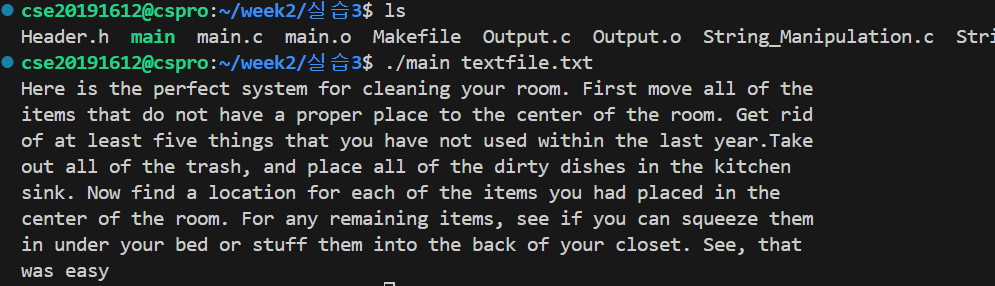 cse20191612@cspro:~/week2/실습3$ ls
Header.h main main.c main.o Makefile Output.c Output.o String_Manipulation.c
cse20191612@cspro:~/week2/실습3$ ./main textfile.txt
Here is the perfect system for cleaning your room. First move all of the
items that do not have a proper place to the center of the room. Get rid
of at least five things that you have not used within the last year.Take
out all of the trash, and place all of the dirty dishes in the kitchen
sink. Now find a location for each of the items you had placed in the
center of the room. For any remaining items, see if you can squeeze them
in under your bed or stuff them into the back of your closet. See, that
was easy